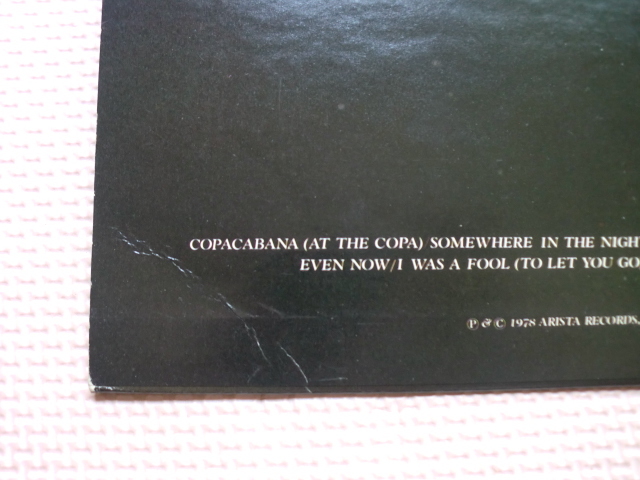 COPACABANA (AT THE COPA) SOMEWHERE IN THE NIGHT
EVEN NOW/I WAS A FOOL (TO LET YOU GO
℗ & © 1978 ARISTA RECORDS,